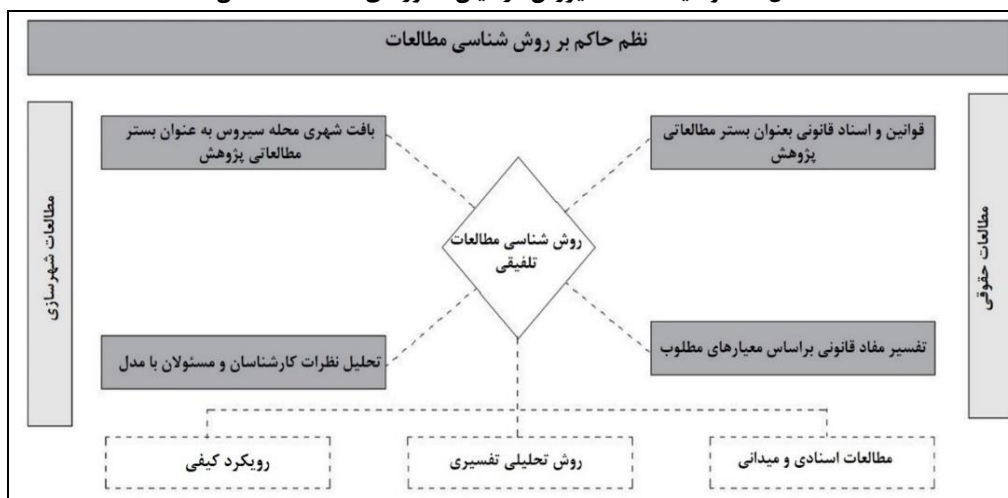 نظم حاکم بر روش شناسی مطالعات
مطالعات حقوقی
قوانین و اسناد قانونی بعنوان بستر مطالعاتی
پژوهش
بافت شهری محله سیروس به عنوان بستر
مطالعاتی پژوهش
مطالعات شهرسازی
روش شناسی مطالعات
تلفیقی
تفسیر مفاد قانونی براساس معیارهای مطلوب
تحلیل نظرات کارشناسان و مسئولان با مدل
مطالعات اسنادی و میدانی
روش تحلیلی تفسیری
رویکرد کیفی